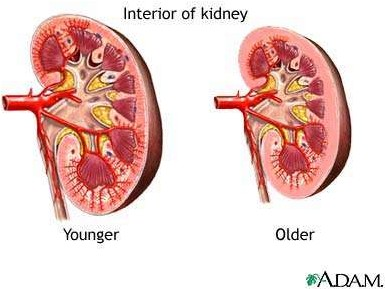 Interior of kidney
Younger
Older
A.D.A.M.